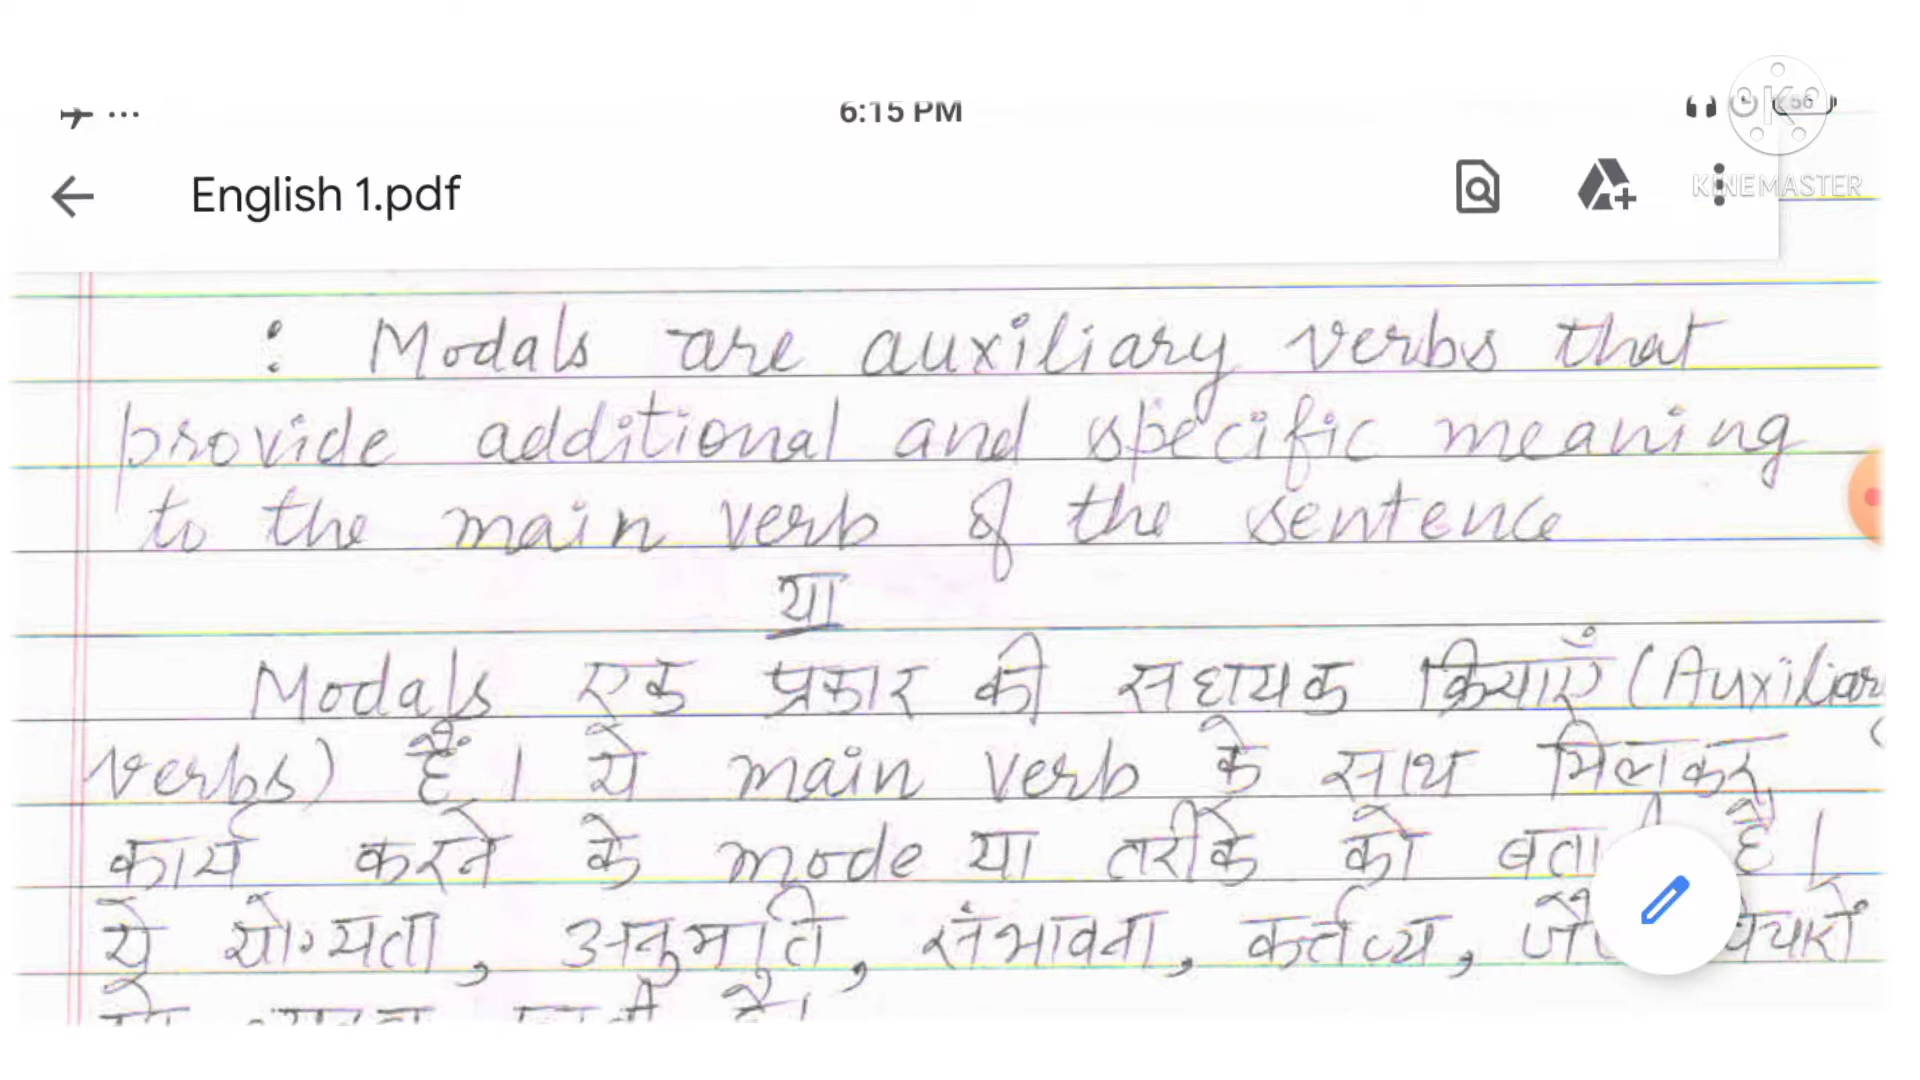 6:15 PM
56
English 1.pdf
KINEMASTER
: Modals are auxiliary verbs that
provide additional and specific meaning
to the main verb of the sentence
या
Modals एक प्रकार की सहायक क्रियाएँ (Auxiliary
verbs) हैं। ये main verb के साथ मिलकर
कार्य करने के mode या तरीके को है।
ये योग्यता, अनुमति, संभावना, कर्तव्य,